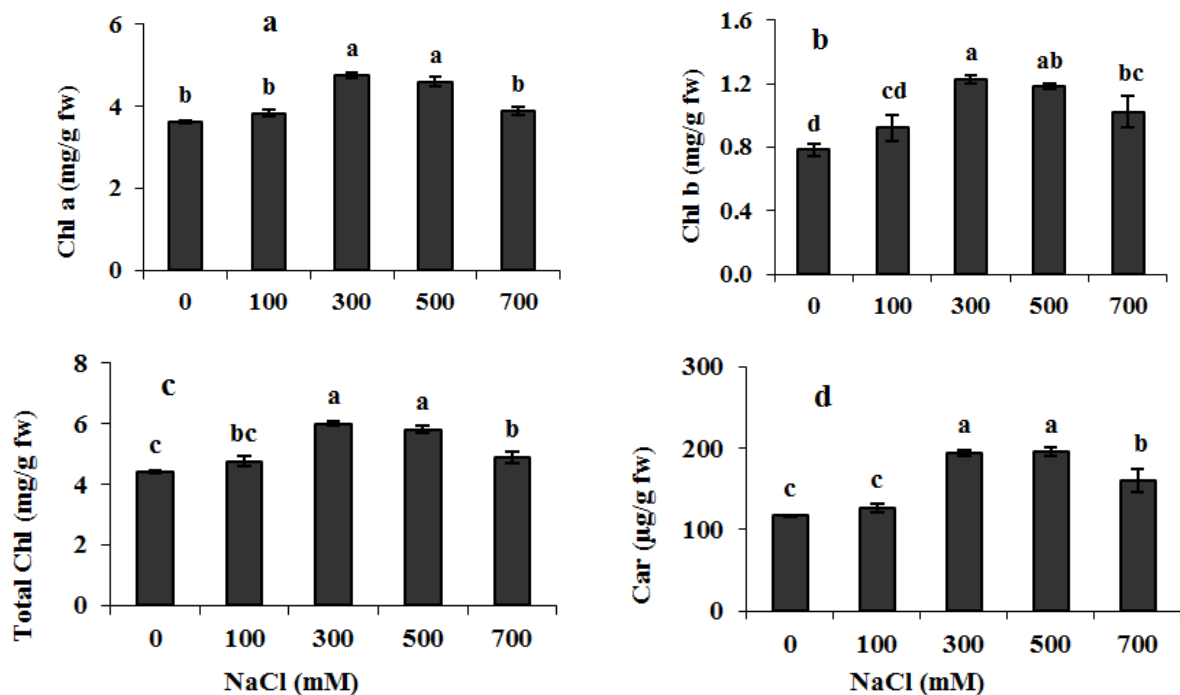 a
Chl a (mg/g fw)
6
4
2
0
b
b
a
a
b
0 100 300 500 700
b
Chl b (mg/g fw)
1.6
1.2
0.8
0.4
0.0
d
cd
a
ab
bc
0 100 300 500 700
c
Total Chl (mg/g fw)
8
6
4
2
0
c
bc
a
a
b
0 100 300 500 700
NaCl (mM)
d
Car (µg/g fw)
300
200
100
0
c
c
a
a
b
0 100 300 500 700
NaCl (mM)